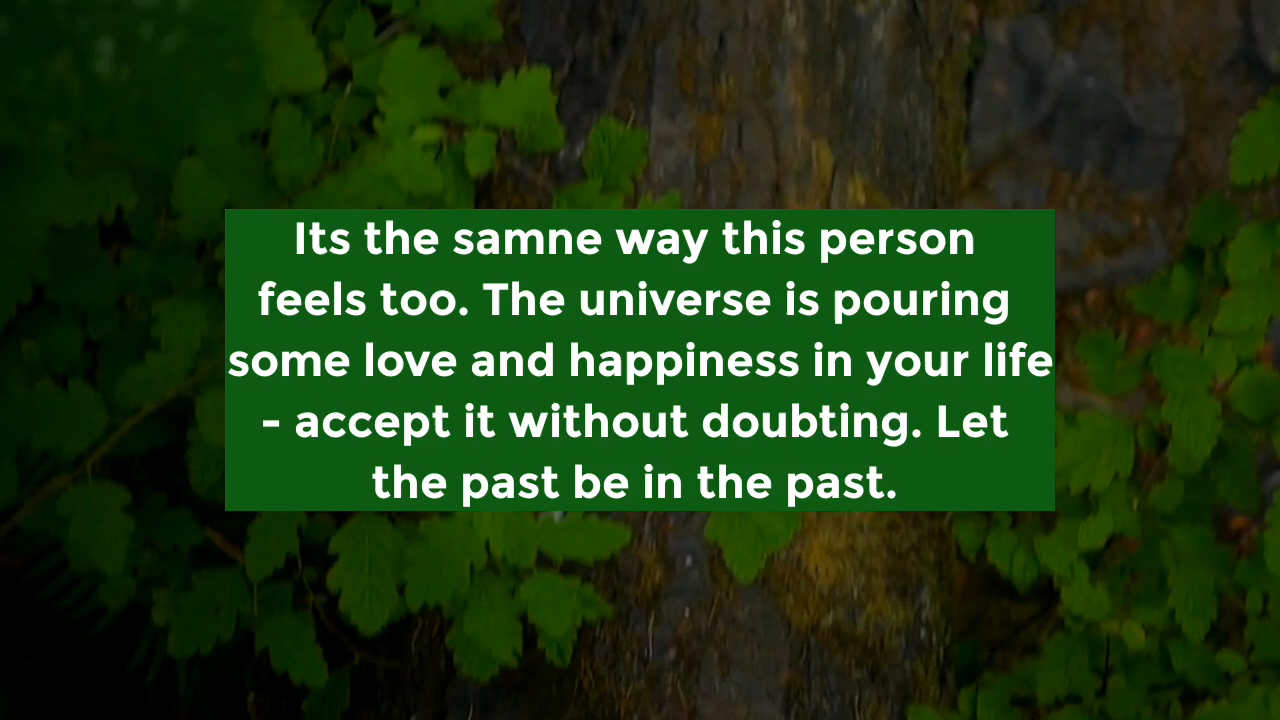 Its the samne way this person
feels too. The universe is pouring
some love and happiness in your life
- accept it without doubting. Let
the past be in the past.